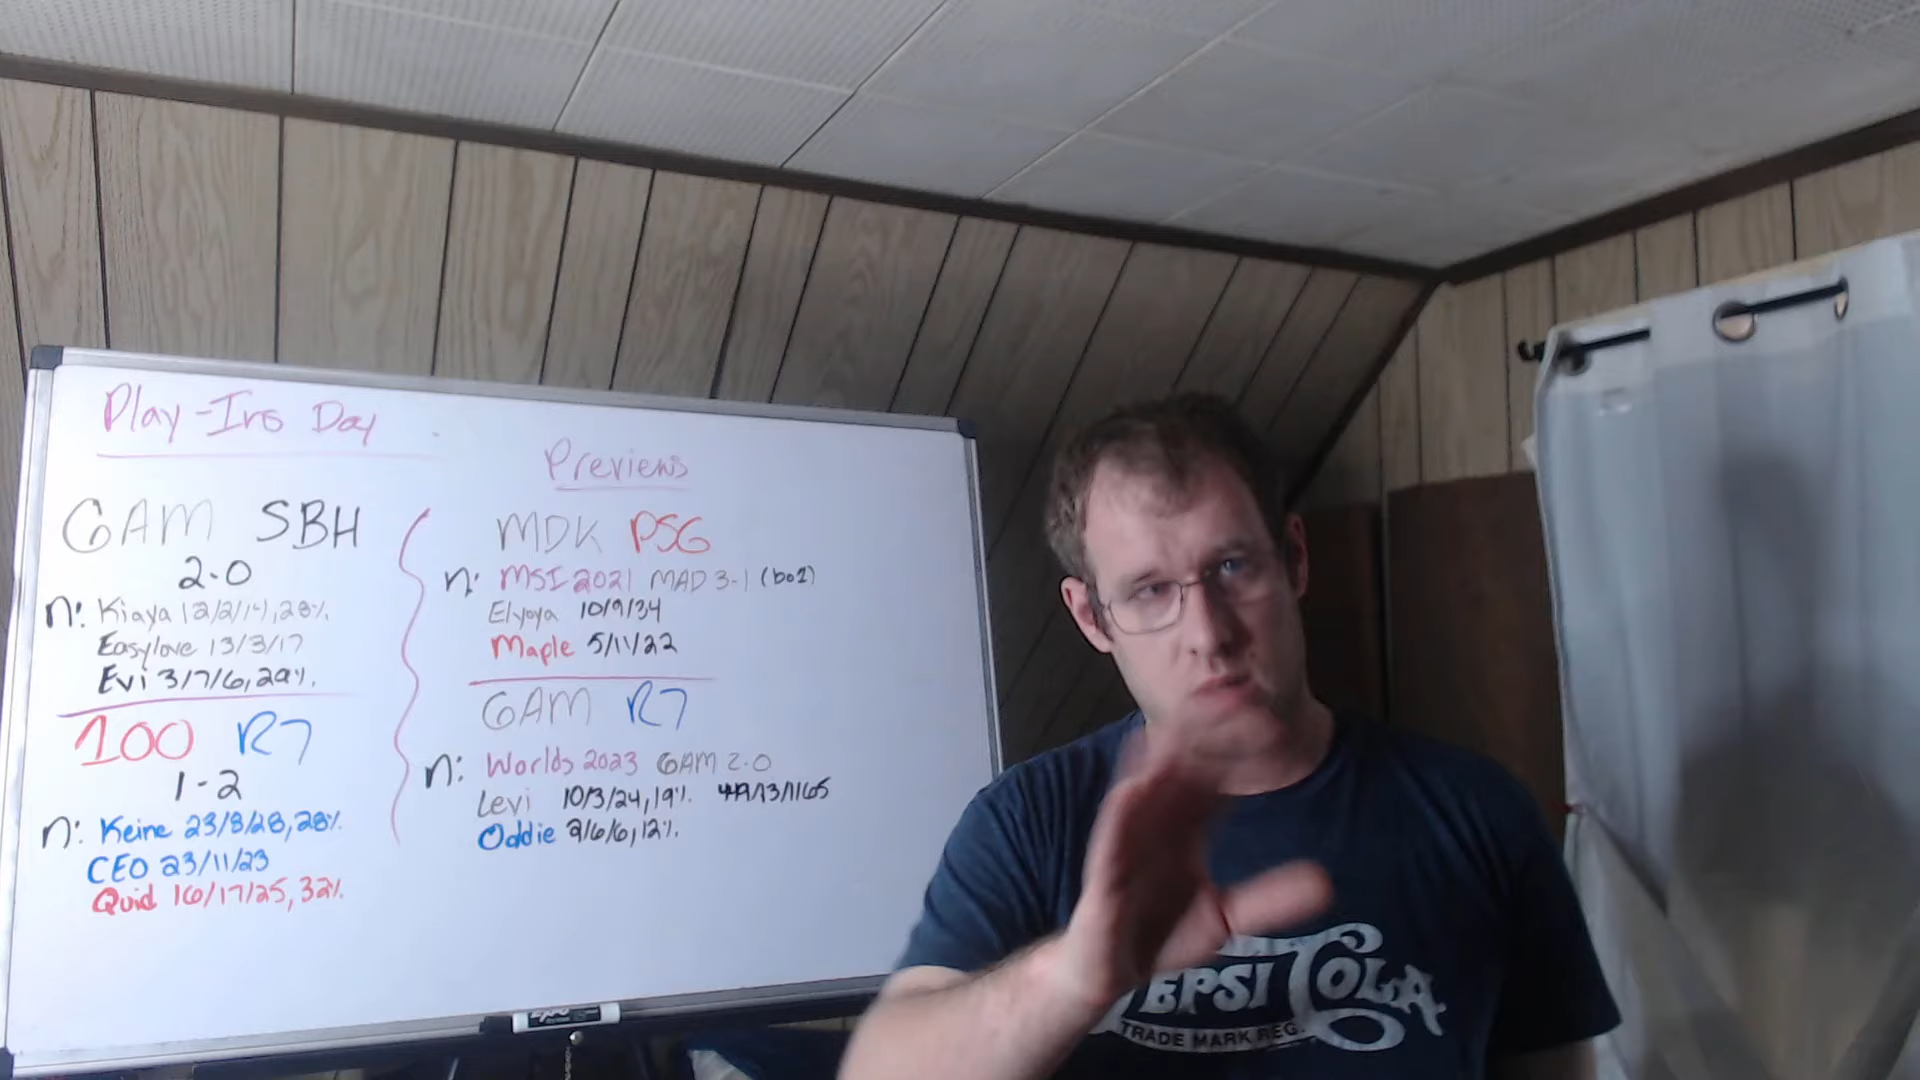 Play-Ins Day
GAM SBH
2-0
n: Kiaya 12/2/14, 28%.
Easylove 13/3/17
Evi 3/7/6, 29%.
100 R7
1-2
n: Keine 23/8/28, 28%.
CEO 23/11/23
Quid 16/17/25, 32%.
Previews
MDK PSG
n: MSI 2021 MAD 3-1 (bo1)
Elyoya 10/9/34
Maple 5/11/22
GAM R7
n: Worlds 2023 GAM 2-0
Levi 10/3/24, 19%.
Oddie 2/6/6, 12%.
EXPO
PEPSI COLA
TRADE MARK REG.